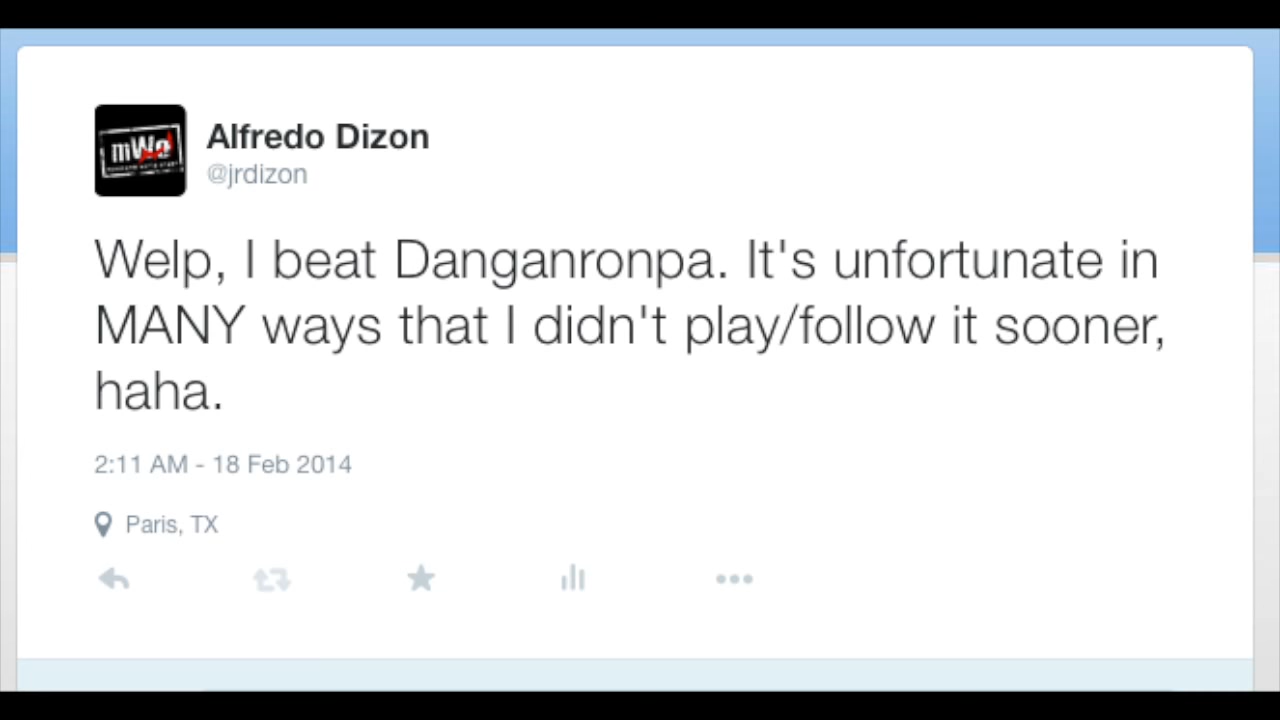 mWo
Alfredo Dizon
@jrdizon
Welp, I beat Danganronpa. It's unfortunate in
MANY ways that I didn't play/follow it sooner,
haha.
2:11 AM - 18 Feb 2014
Paris, TX